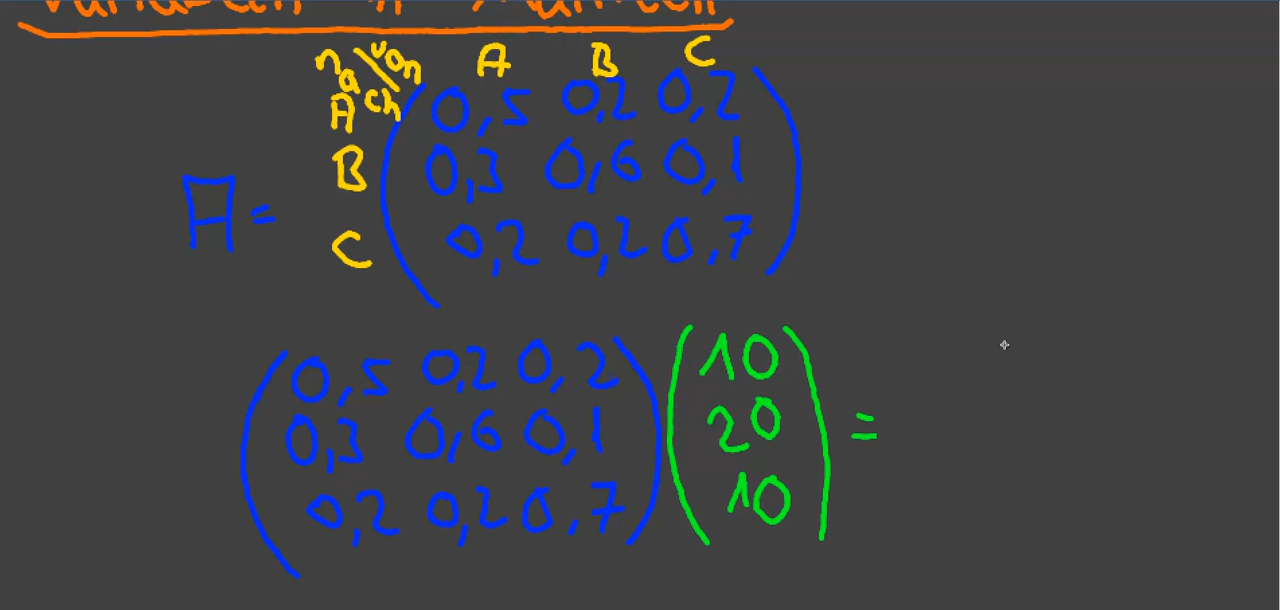 von A B C
nach
A 0,5 0,2 0,2
B 0,3 0,6 0,1
A =
C 0,2 0,2 0,7
0,5 0,2 0,2 10
0,3 0,6 0,1 20 =
0,2 0,2 0,7 10